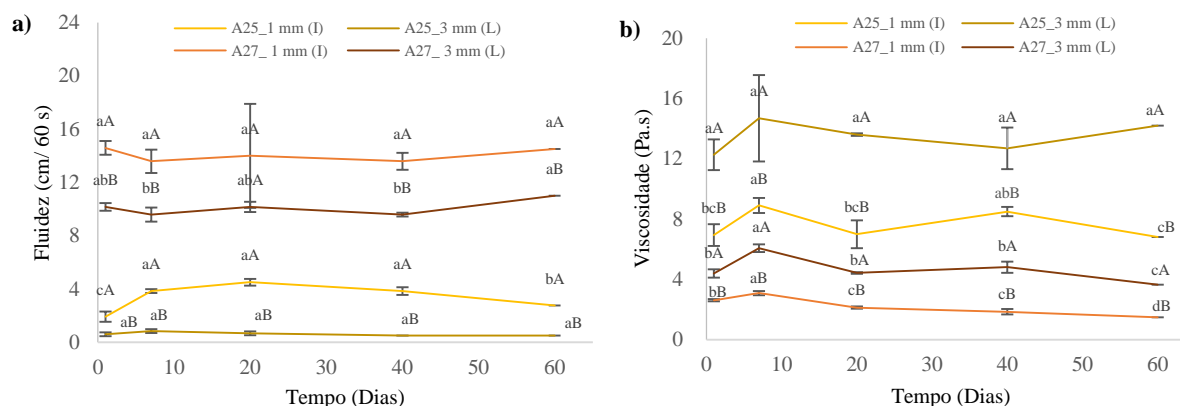 a)
A25_1 mm (I) A25_3 mm (L)
A27_ 1 mm (I) A27_ 3 mm (L)
24
20
16
12
8
4
0
Fluidez (cm/ 60 s)
aA aA aA aA aA
abB bB abA bB aB
cA aA aA aA bA
aB aB aB aB aB
0 10 20 30 40 50 60
Tempo (Dias)
b)
A25_1 mm (I) A25_3 mm (L)
A27_1 mm (I) A27_3 mm (L)
20
16
12
8
4
0
Viscosidade (Pa.s)
aA aA aA aA aA
bcB aB bcB abB cB
bA aA bA bA cA
bB aB cB cB dB
0 10 20 30 40 50 60
Tempo (Dias)